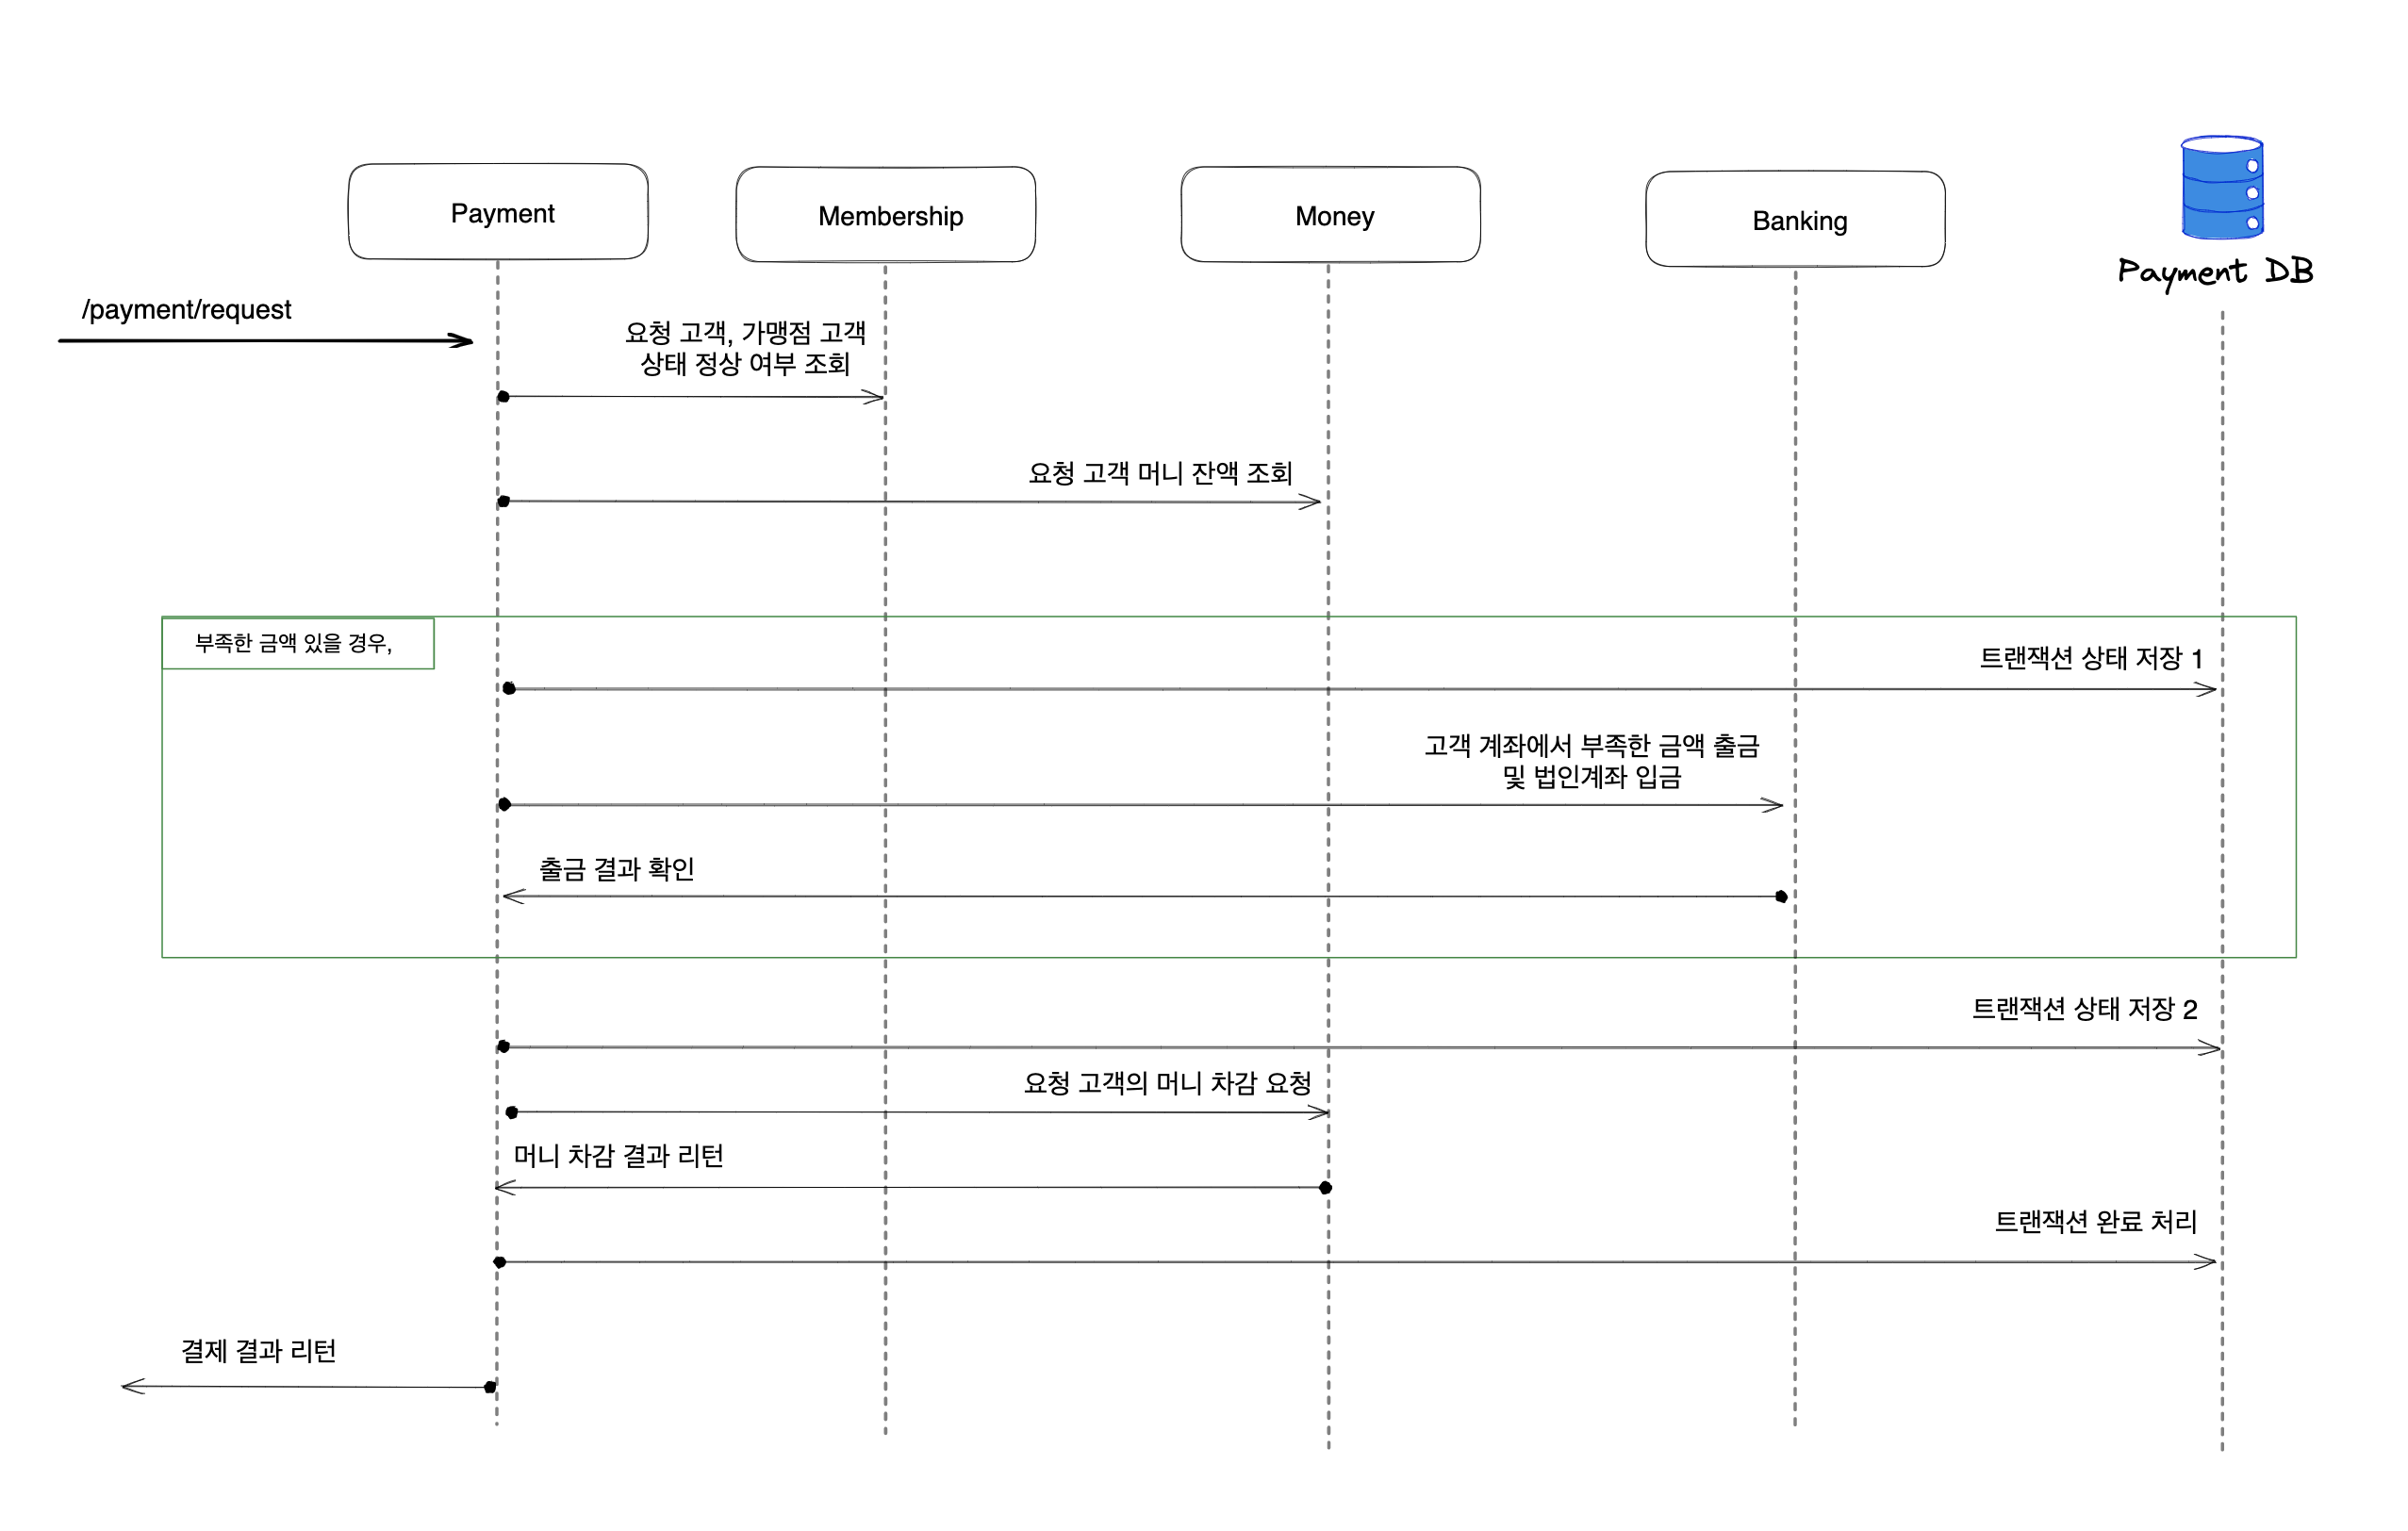 Payment
Membership
Money
Banking
Payment DB
/payment/request
요청 고객, 가맹점 고객
상태 정상 여부 조회
요청 고객 머니 잔액 조회
부족한 금액 있을 경우,
트랜잭션 상태 저장 1
고객 계좌에서 부족한 금액 출금
및 법인계좌 입금
출금 결과 확인
트랜잭션 상태 저장 2
요청 고객의 머니 차감 요청
머니 차감 결과 리턴
트랜잭션 완료 처리
결제 결과 리턴